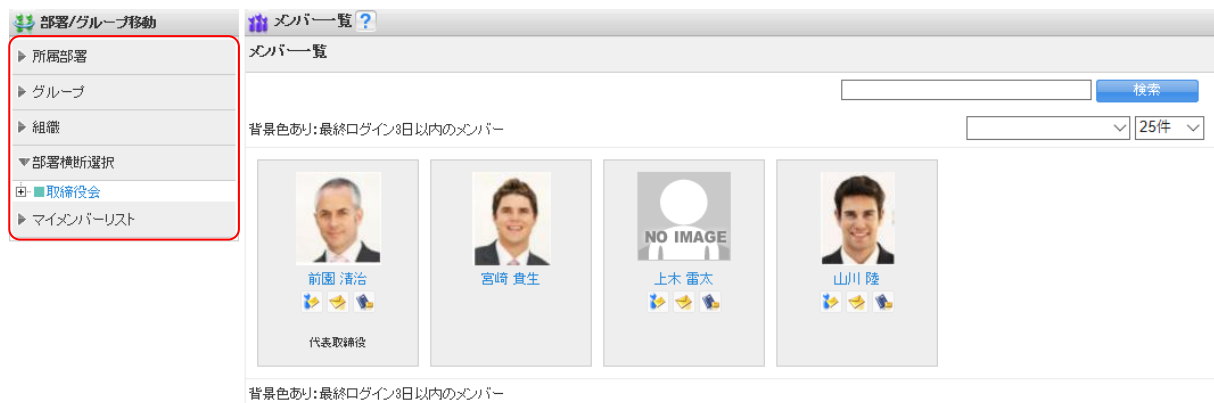 部署/グループ移動
所属部署
グループ
組織
部署横断選択
取締役会
マイメンバーリスト
メンバー一覧 ?
メンバー一覧
検索
背景色あり:最終ログイン3日以内のメンバー
25件
前園 清治
代表取締役
宮崎 貴生
NO IMAGE
上木 雷太
山川 陸
背景色あり:最終ログイン3日以内のメンバー